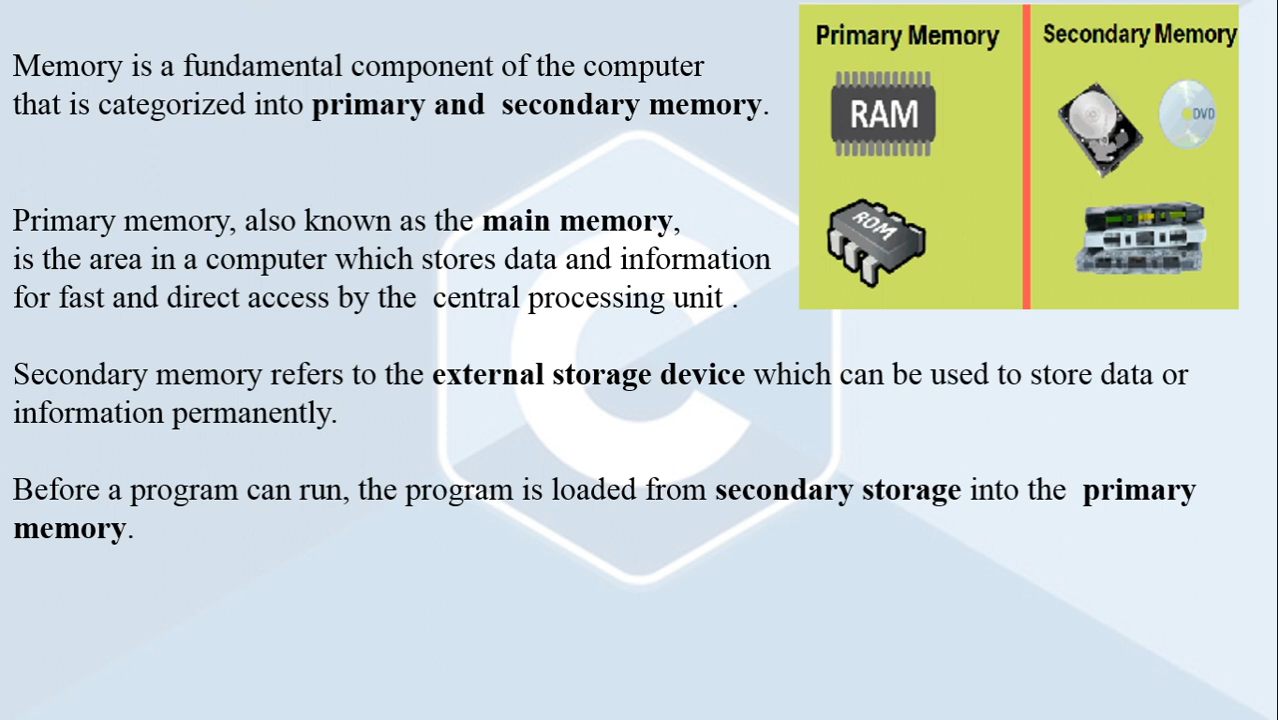 Memory is a fundamental component of the computer
that is categorized into primary and secondary memory.
Primary Memory
Secondary Memory
RAM
DVD
ROM
Primary memory, also known as the main memory,
is the area in a computer which stores data and information
for fast and direct access by the central processing unit .
Secondary memory refers to the external storage device which can be used to store data or
information permanently.
Before a program can run, the program is loaded from secondary storage into the primary
memory.
C